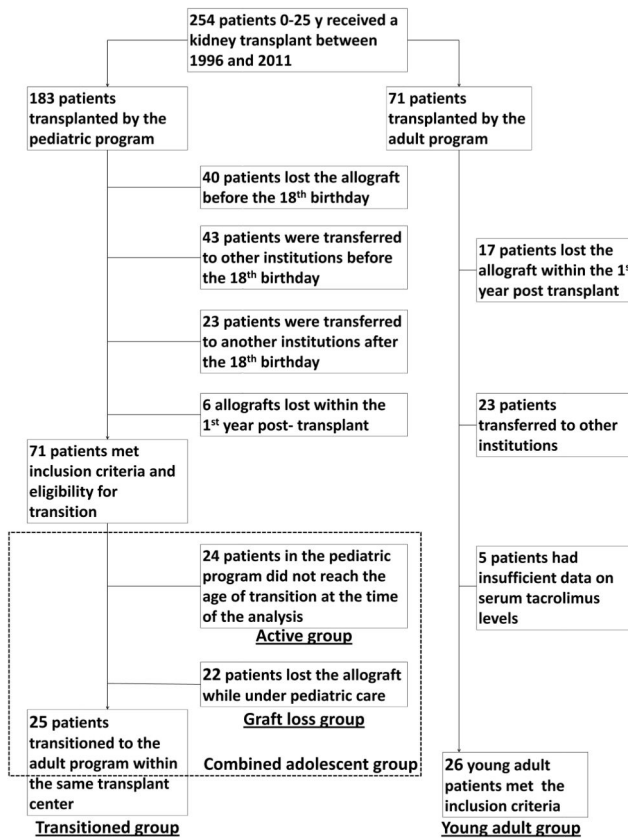 254 patients 0-25 y received a
kidney transplant between
1996 and 2011
183 patients
transplanted by the
pediatric program
71 patients
transplanted by the
adult program
40 patients lost the allograft
before the 18th birthday
43 patients were transferred
to other institutions before
the 18th birthday
17 patients lost the
allograft within the 1st
year post transplant
23 patients were transferred
to another institutions after
the 18th birthday
6 allografts lost within the
1st year post- transplant
23 patients
transferred to other
institutions
71 patients met
inclusion criteria and
eligibility for
transition
24 patients in the pediatric
program did not reach the
age of transition at the time
of the analysis
Active group
5 patients had
insufficient data on
serum tacrolimus
levels
22 patients lost the allograft
while under pediatric care
Graft loss group
25 patients
transitioned to the
adult program within
the same transplant
center
Combined adolescent group
Transitioned group
26 young adult
patients met the
inclusion criteria
Young adult group